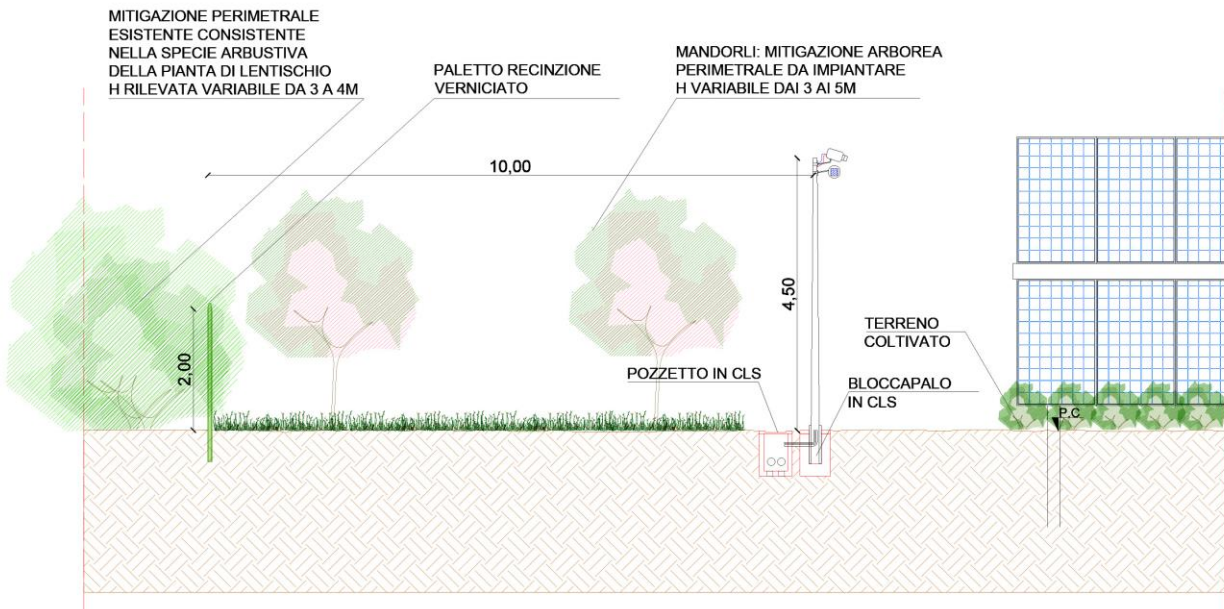 MITIGAZIONE PERIMETRALE
ESISTENTE CONSISTENTE
NELLA SPECIE ARBUSTIVA
DELLA PIANTA DI LENTISCHIO
H RILEVATA VARIABILE DA 3 A 4M
PALETTO RECINZIONE
VERNICIATO
MANDORLI: MITIGAZIONE ARBOREA
PERIMETRALE DA IMPIANTARE
H VARIABILE DAI 3 AI 5M
10,00
4,50
2,00
TERRENO
COLTIVATO
POZZETTO IN CLS
BLOCCAPALO
IN CLS
P.C.